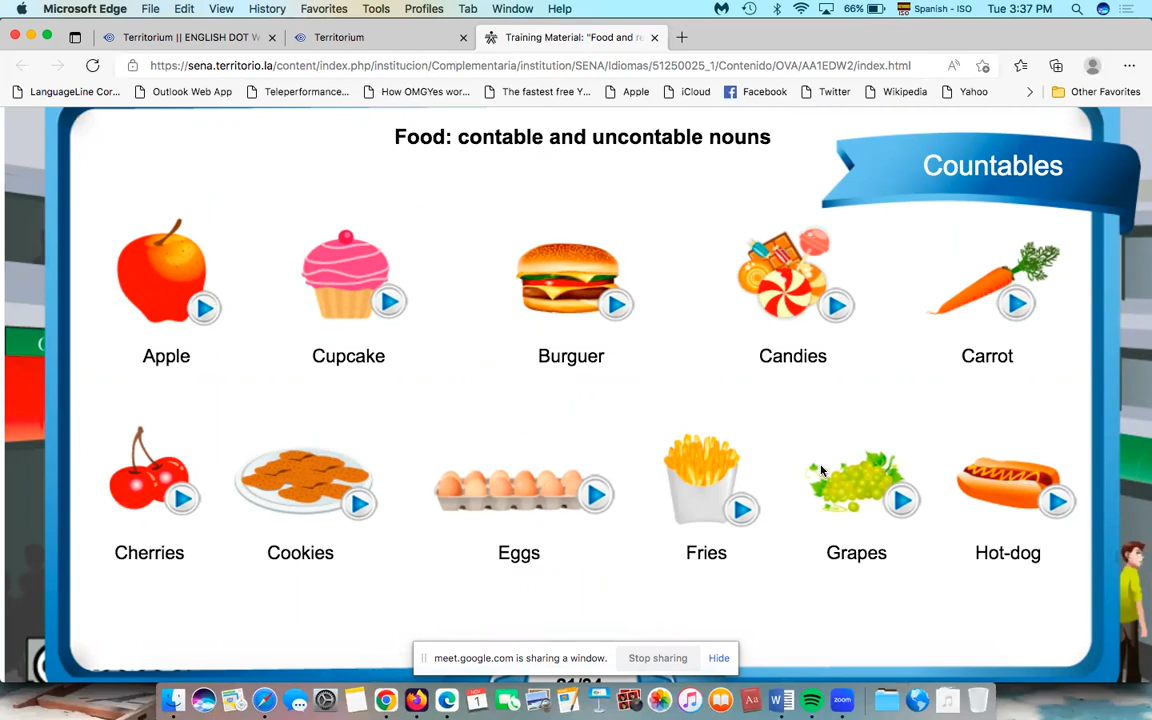 Microsoft Edge File Edit View History Favorites Tools Profiles Tab Window Help 66% Spanish - ISO Tue 3:37 PM
Territorium || ENGLISH DOT W Territorium Training Material: "Food and re
https://sena.territorio.la/content/index.php/institucion/Complementaria/institution/SENA/Idiomas/51250025_1/Contenido/OVA/AA1EDW2/index.html
LanguageLine Cor... Outlook Web App Teleperformance... How OMGYes wor... The fastest free Y... Apple iCloud Facebook Twitter Wikipedia Yahoo Other Favorites
Food: contable and uncontable nouns
Countables
Apple Cupcake Burguer Candies Carrot
Cherries Cookies Eggs Fries Grapes Hot-dog
meet.google.com is sharing a window. Stop sharing Hide